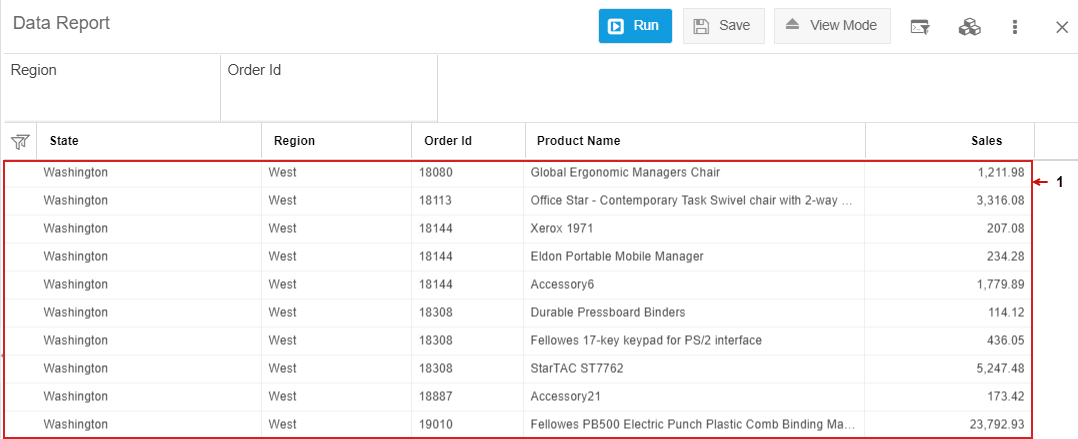 Data Report Run Save View Mode
Region Order Id
State Region Order Id Product Name Sales
Washington West 18080 Global Ergonomic Managers Chair 1,211.98
1
Washington West 18113 Office Star - Contemporary Task Swivel chair with 2-way ... 3,316.08
Washington West 18144 Xerox 1971 207.08
Washington West 18144 Eldon Portable Mobile Manager 234.28
Washington West 18144 Accessory6 1,779.89
Washington West 18308 Durable Pressboard Binders 114.12
Washington West 18308 Fellowes 17-key keypad for PS/2 interface 436.05
Washington West 18308 StarTAC ST7762 5,247.48
Washington West 18887 Accessory21 173.42
Washington West 19010 Fellowes PB500 Electric Punch Plastic Comb Binding Ma... 23,792.93